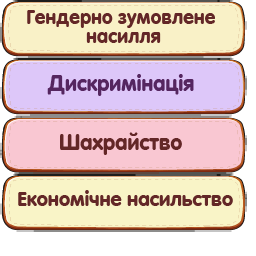 Гендерно зумовлене
насилля
Дискримінація
Шахрайство
Економічне насильство